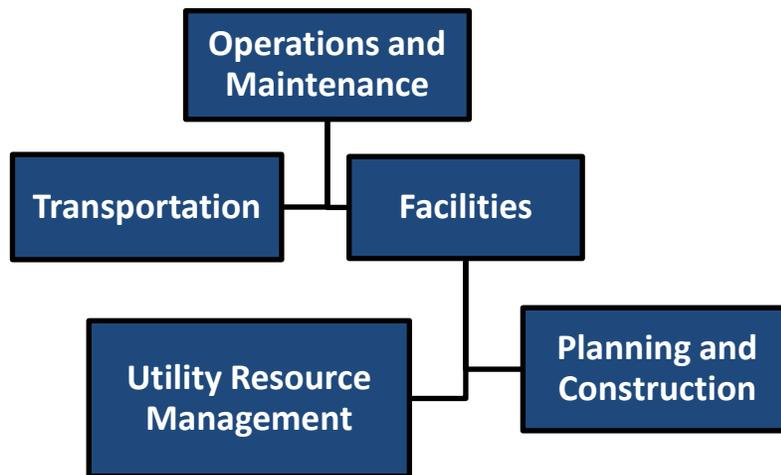 Operations and
Maintenance
Transportation
Facilities
Utility Resource
Management
Planning and
Construction